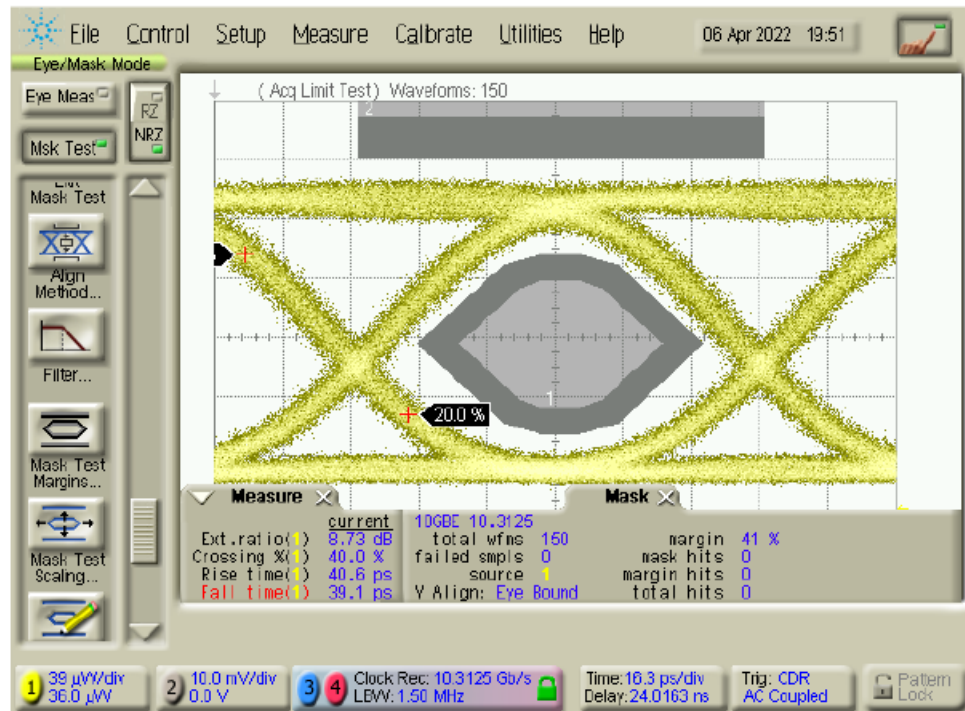 File Control Setup Measure Calibrate Utilities Help 06 Apr 2022 19:51
Eye/Mask Mode
Eye Meas
RZ
NRZ
Msk Test
( Acq Limit Test) Waveforms: 150
2
Mask Test
Align
Method...
Filter...
1
20.0 %
Mask Test
Margins...
Mask Test
Scaling...
Measure
Mask
current
Ext.ratio(1) 8.73 dB
Crossing %(1) 40.0 %
Rise time(1) 40.6 ps
Fall time(1) 39.1 ps
10GBE 10.3125
total wfms 150
failed smpls 0
source 1
Y Align: Eye Bound
margin 41 %
mask hits 0
margin hits 0
total hits 0
1 39 µW/div
36.0 µW
2 10.0 mV/div
0.0 V
3 4 Clock Rec: 10.3125 Gb/s
LBW: 1.50 MHz
Time:16.3 ps/div
Delay:24.0163 ns
Trig: CDR
AC Coupled
Pattern
Lock